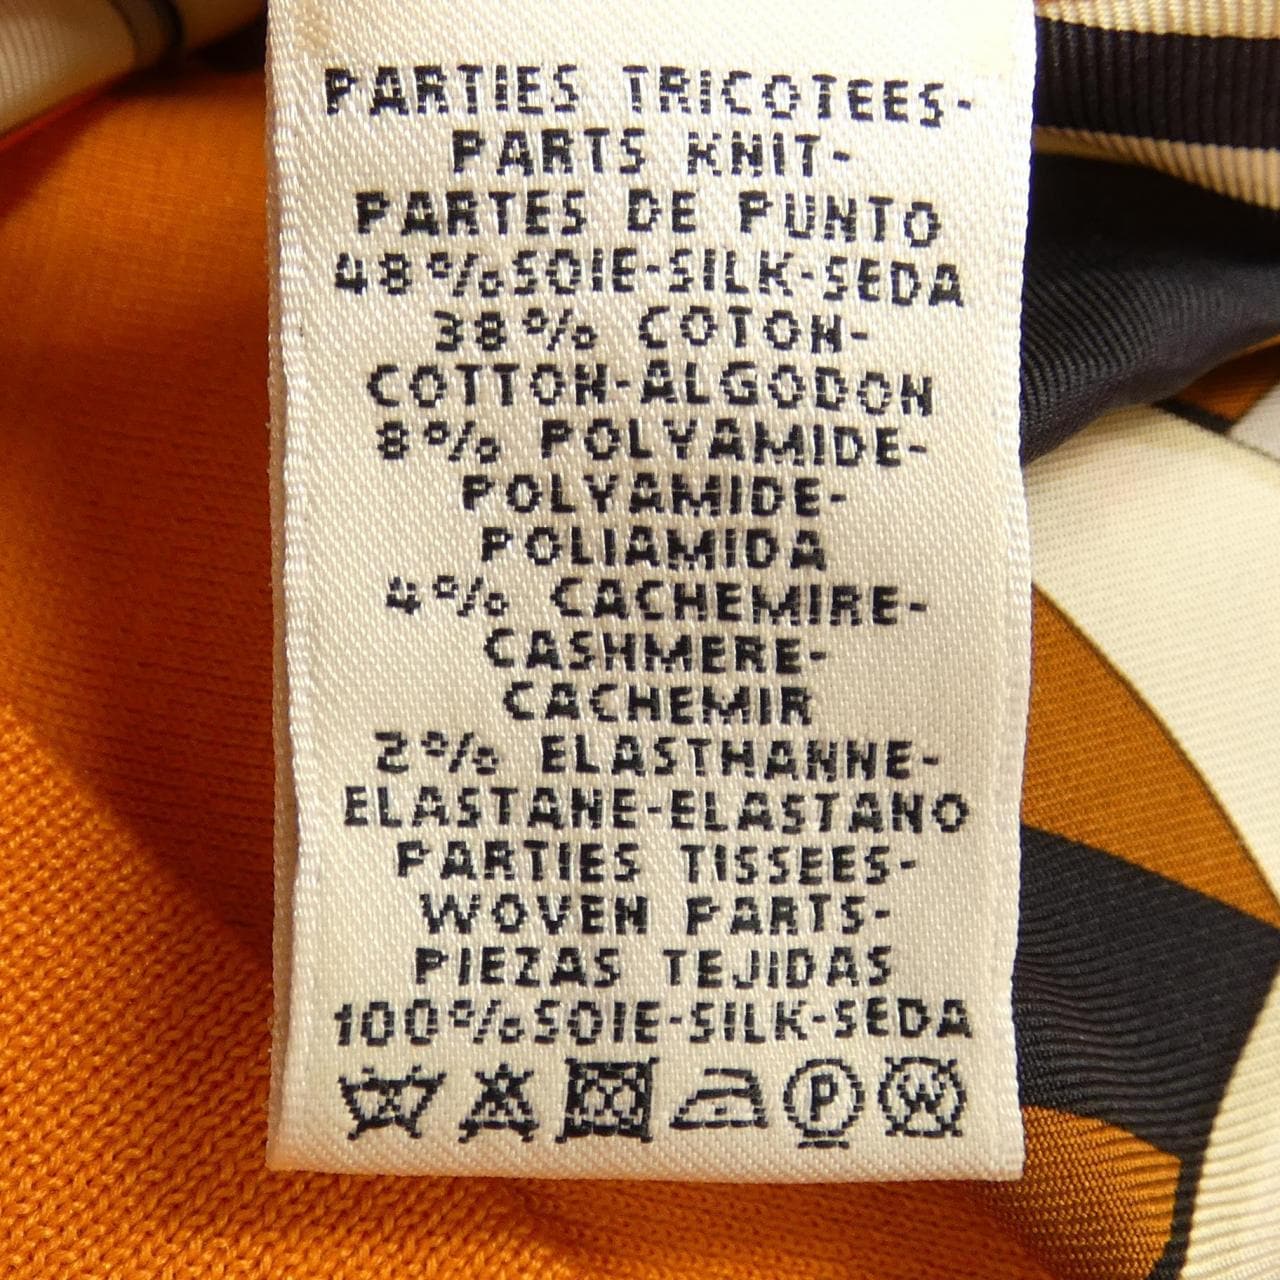 PARTIES TRICOTEES-
PARTS KNIT-
PARTES DE PUNTO
48%SOIE-SILK-SEDA
38% COTON-
COTTON-ALGODON
8% POLYAMIDE-
POLYAMIDE-
POLIAMIDA
4% CACHEMIRE-
CASHMERE-
CACHEMIR
2% ELASTHANNE-
ELASTANE-ELASTANO
PARTIES TISSEES-
WOVEN PARTS-
PIEZAS TEJIDAS
100%SOIE-SILK-SEDA
P W